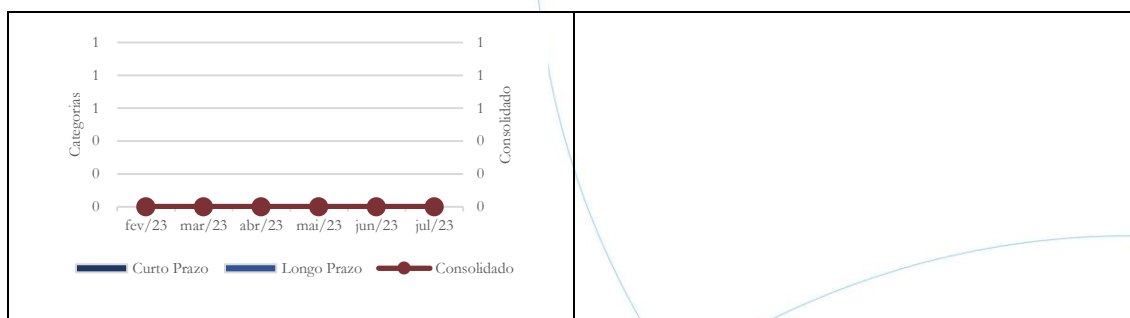 1 1
1 1
Categorias 1 1 Consolidado
0 0
0 0
0 0
fev/23 mar/23 abr/23 mai/23 jun/23 jul/23
Curto Prazo Longo Prazo Consolidado